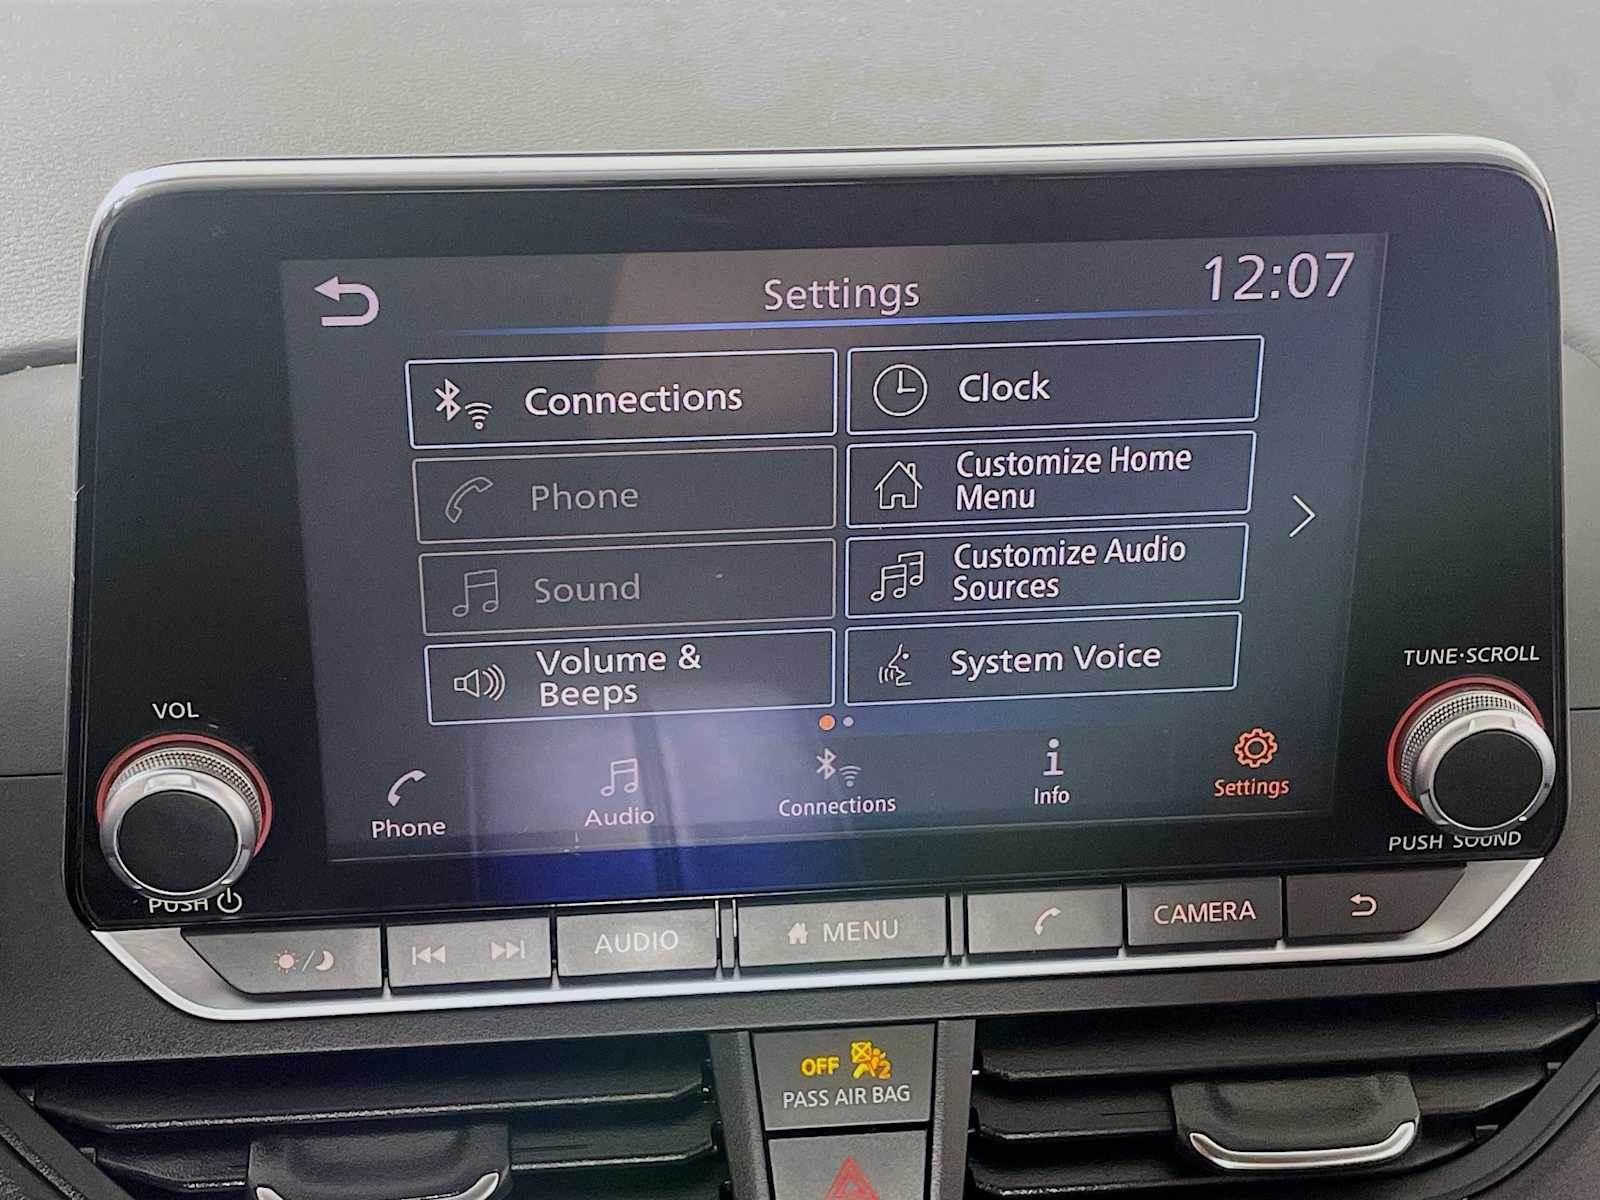 Settings
12:07
Connections
Clock
Phone
Customize Home
Menu
Sound
Customize Audio
Sources
Volume &
Beeps
System Voice
Phone
Audio
Connections
Info
Settings
VOL
PUSH
TUNE·SCROLL
PUSH SOUND
AUDIO
MENU
CAMERA
OFF 2
PASS AIR BAG